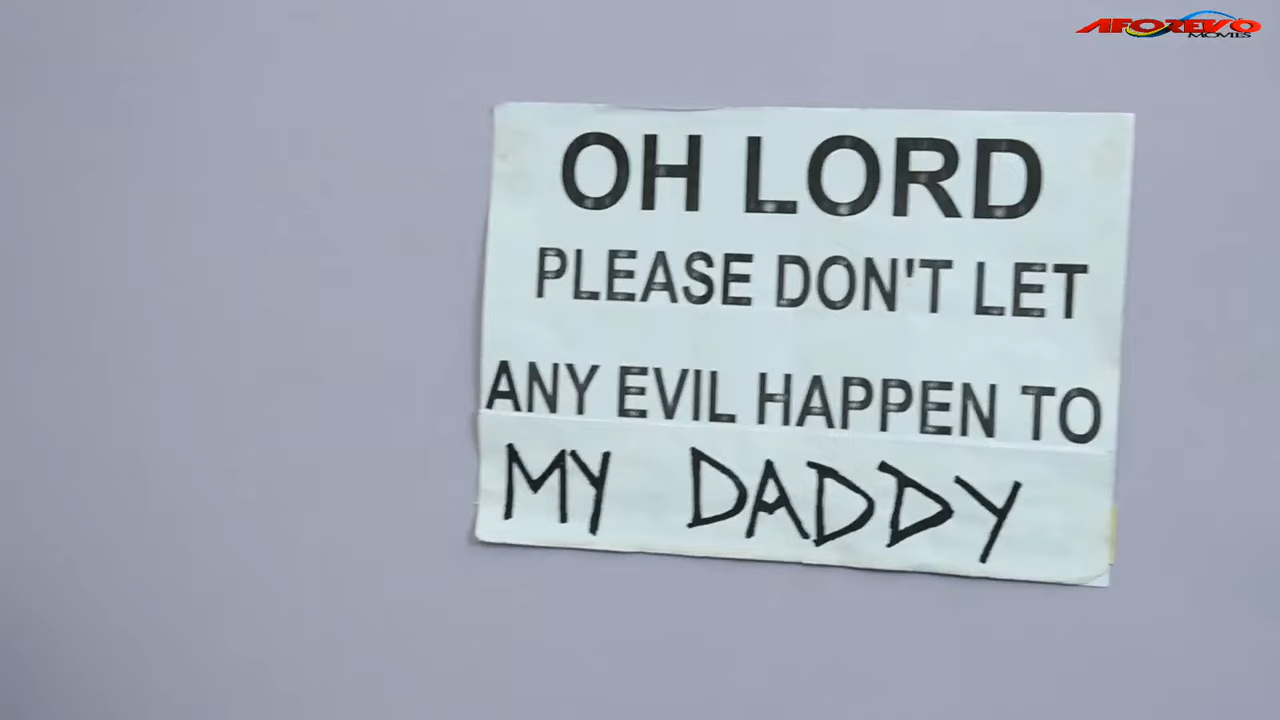 AFOREVO
MOVIES
OH LORD
PLEASE DON'T LET
ANY EVIL HAPPEN TO
MY DADDY